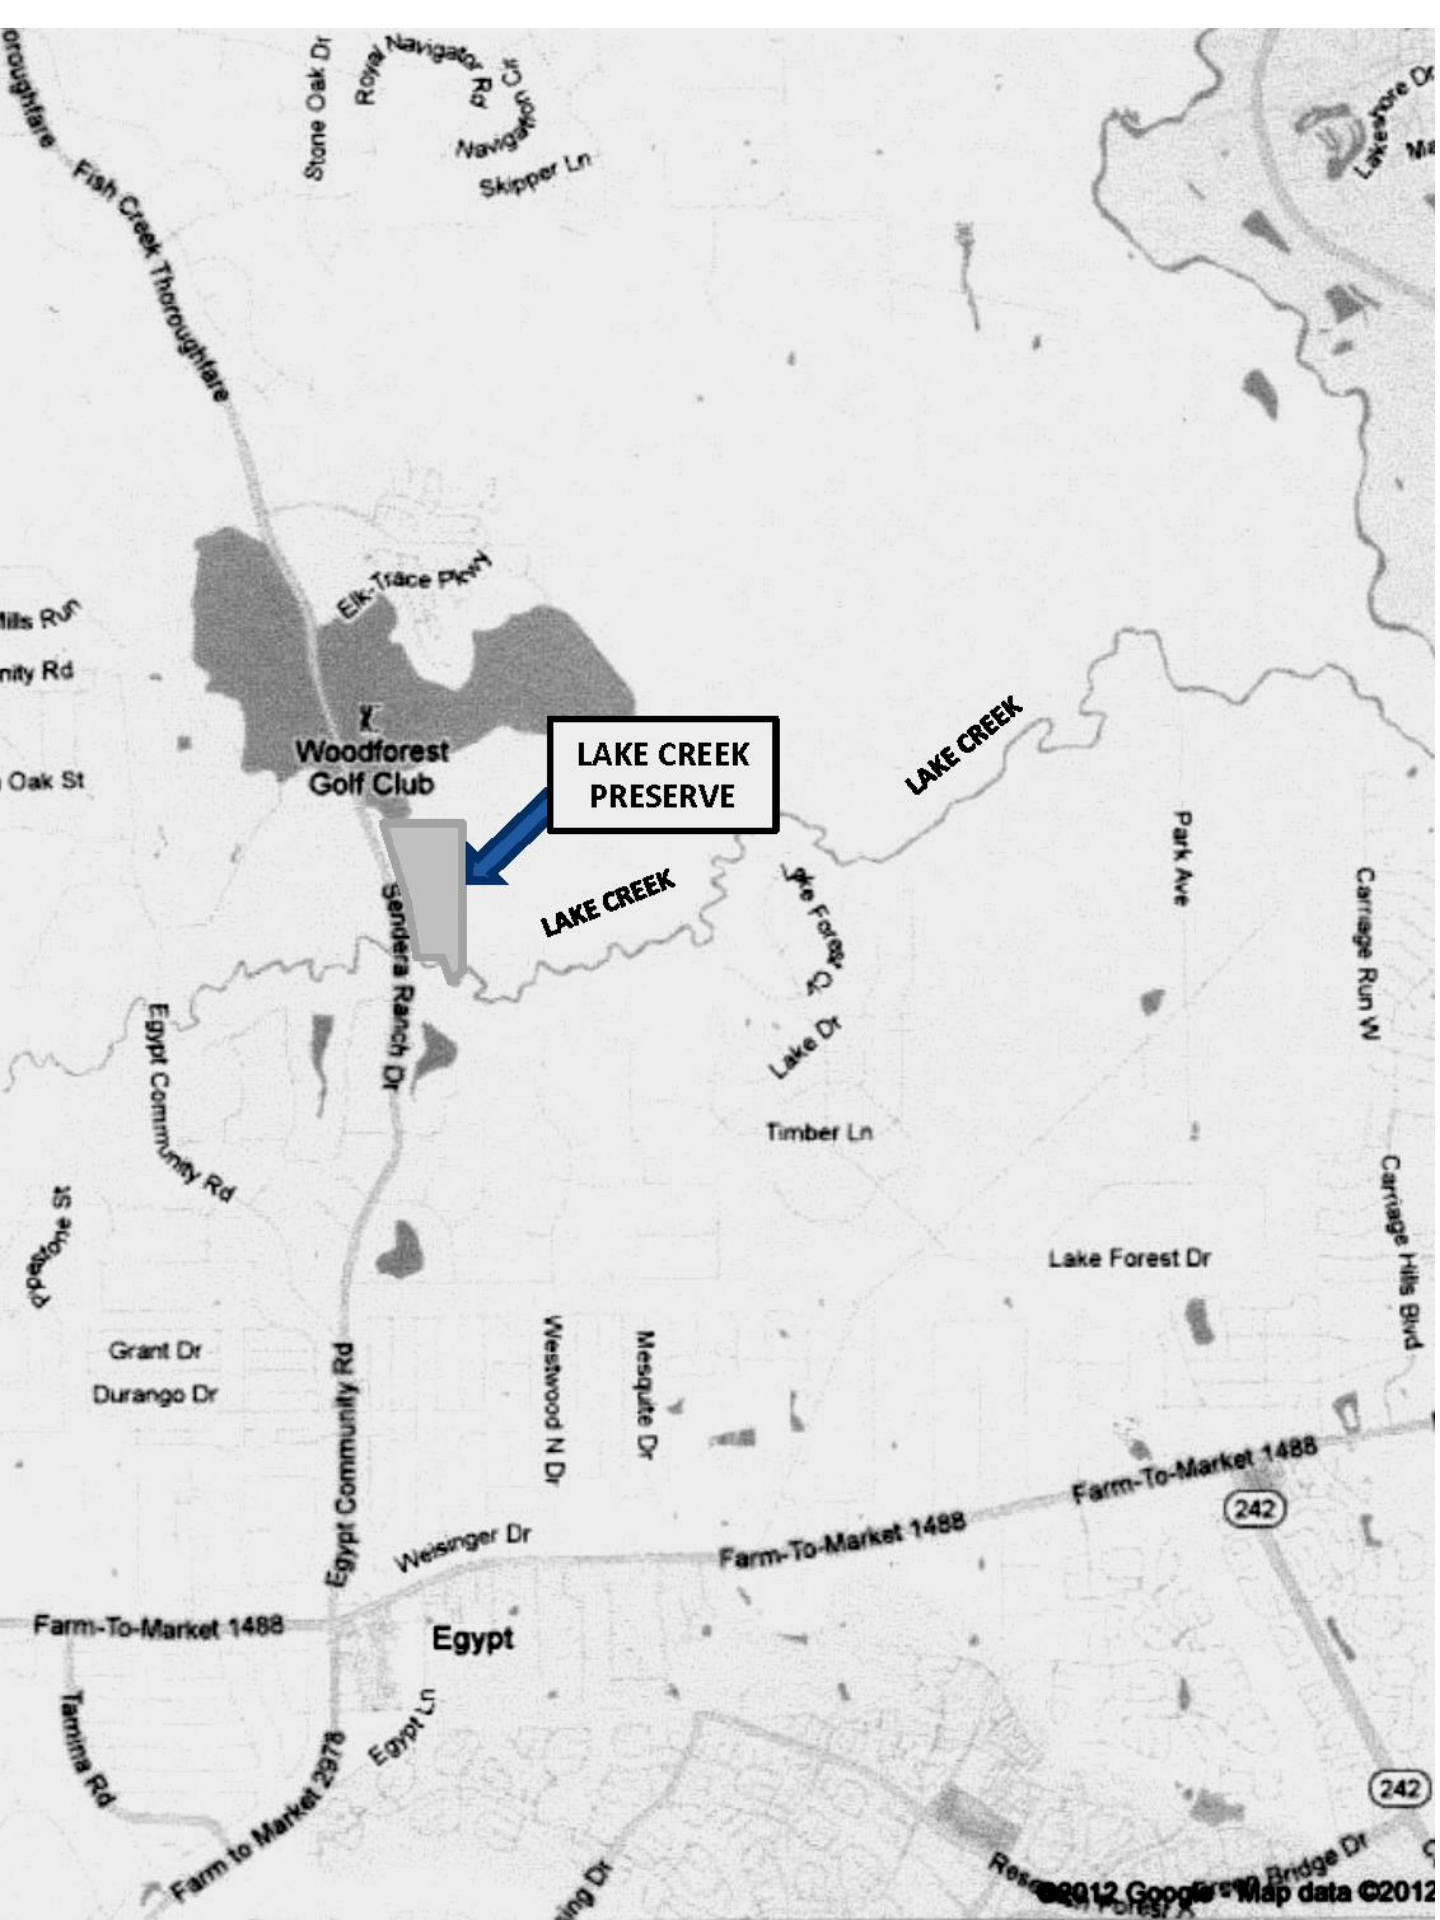 Stone Oak Dr
Royal Navigator Rd
Navigation Cir
Skipper Ln
Lakeshore Dr
Fish Creek Thoroughfare
Elk-Trace Pkwy
Woodforest
Golf Club
Oak St
LAKE CREEK
PRESERVE
LAKE CREEK
LAKE CREEK
Park Ave
Carriage Run W
Sendera Ranch Dr
Egypt Community Rd
Lake Dr
Timber Ln
Pipestone St
Lake Forest Dr
Carriage Hills Blvd
Grant Dr
Durango Dr
Egypt Community Rd
Westwood N Dr
Mesquite Dr
Farm-To-Market 1488
242
Farm-To-Market 1488
Weisinger Dr
Farm-To-Market 1488
Egypt
Tamina Rd
Egypt Ln
Farm to Market 2978
242
Bridge Dr
©2012 Google - Map data ©2012